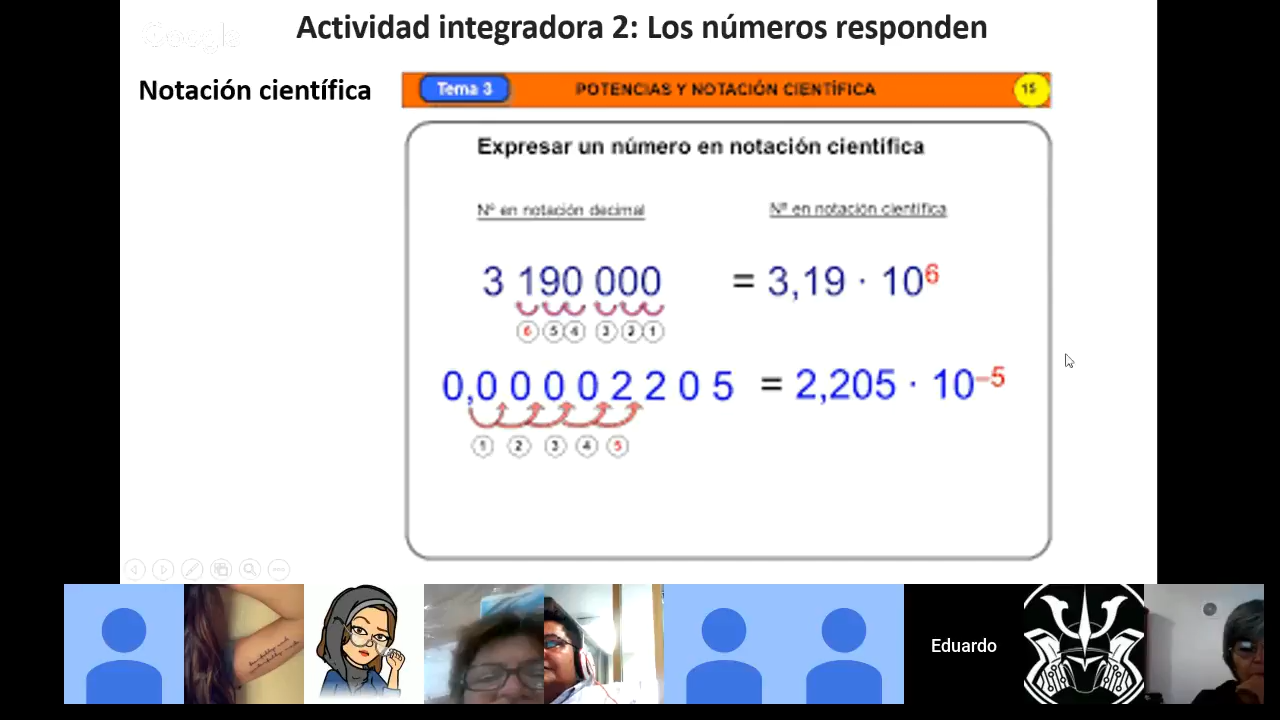 Google
Actividad integradora 2: Los números responden
Notación científica
Tema 3 POTENCIAS Y NOTACIÓN CIENTÍFICA 15
Expresar un número en notación científica
Nº en notación decimal Nº en notación científica
3 190 000 = 3,19 · 10⁶
6 5 4 3 2 1
0,0 0 0 0 2 2 0 5 = 2,205 · 10⁻⁵
1 2 3 4 5
Eduardo